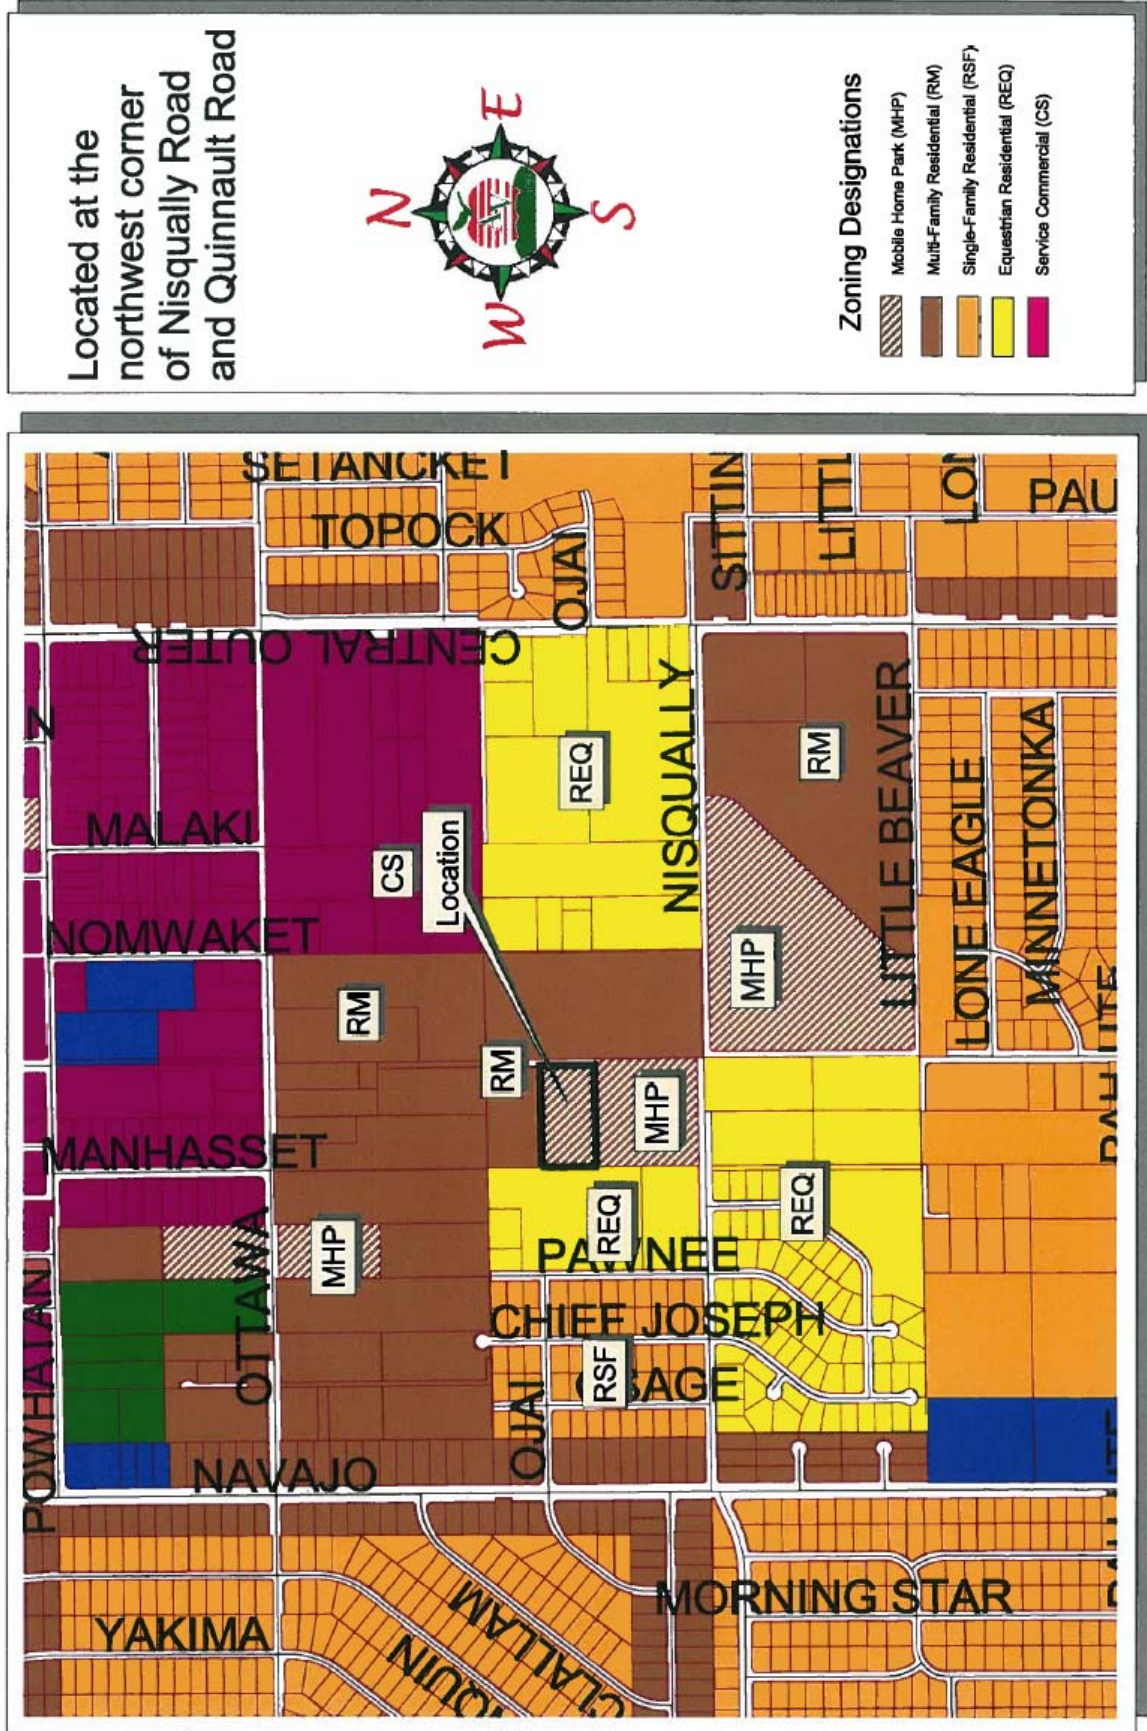 Located at the
northwest corner
of Nisqually Road
and Quinnault Road
N
W
E
S
Zoning Designations
Mobile Home Park (MHP)
Multi-Family Residential (RM)
Single-Family Residential (RSF)
Equestrian Residential (REQ)
Service Commercial (CS)
SETANCKET
TOPOCK
OJAI
SITTIN
LITTL
LON
PAU
CENTRAL OUTER
N
MALAKI
NOMWAKET
CS
Location
REQ
NISQUALLY
RM
LITTLE BEAVER
LONE EAGLE
MINNETONKA
MHP
RM
RM
MHP
MANHASSET
OTTAWA
MHP
REQ
REQ
PAWNEE
CHIEF JOSEPH
OSAGE
RSF
OJAI
POWHATAN
NAVAJO
YAKIMA
QUIN
CLALLAM
MORNING STAR